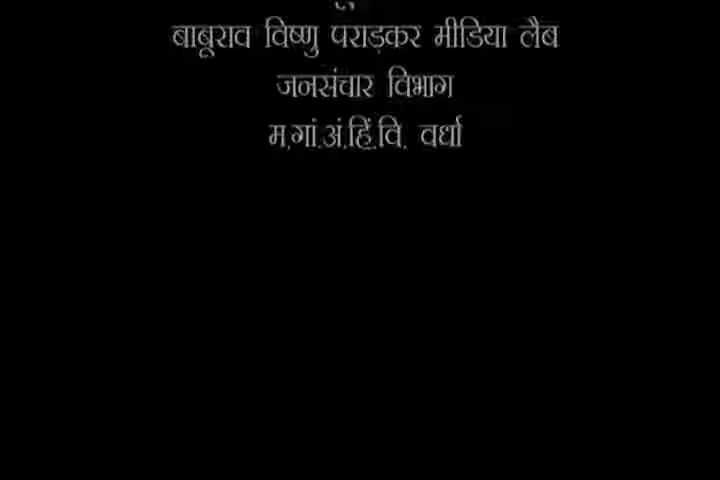 बाबूराव विष्णु पराड़कर मीडिया लैब
जनसंचार विभाग
म.गां.अं.हिं.वि. वर्धा